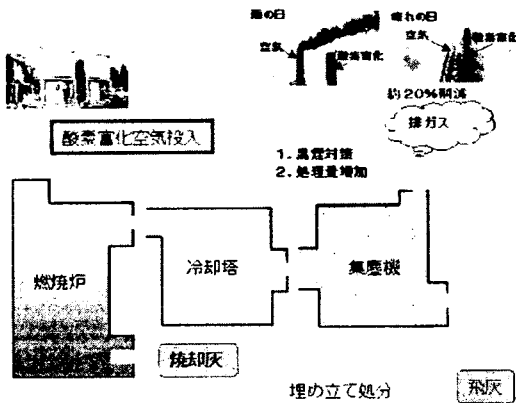 雨の日
晴れの日
空気
酸素富化
空気
酸素富化
約20%削減
排ガス
酸素富化空気投入
1. 黒煙対策
2. 処理量増加
燃焼炉
冷却塔
集塵機
焼却灰
埋め立て処分
飛灰